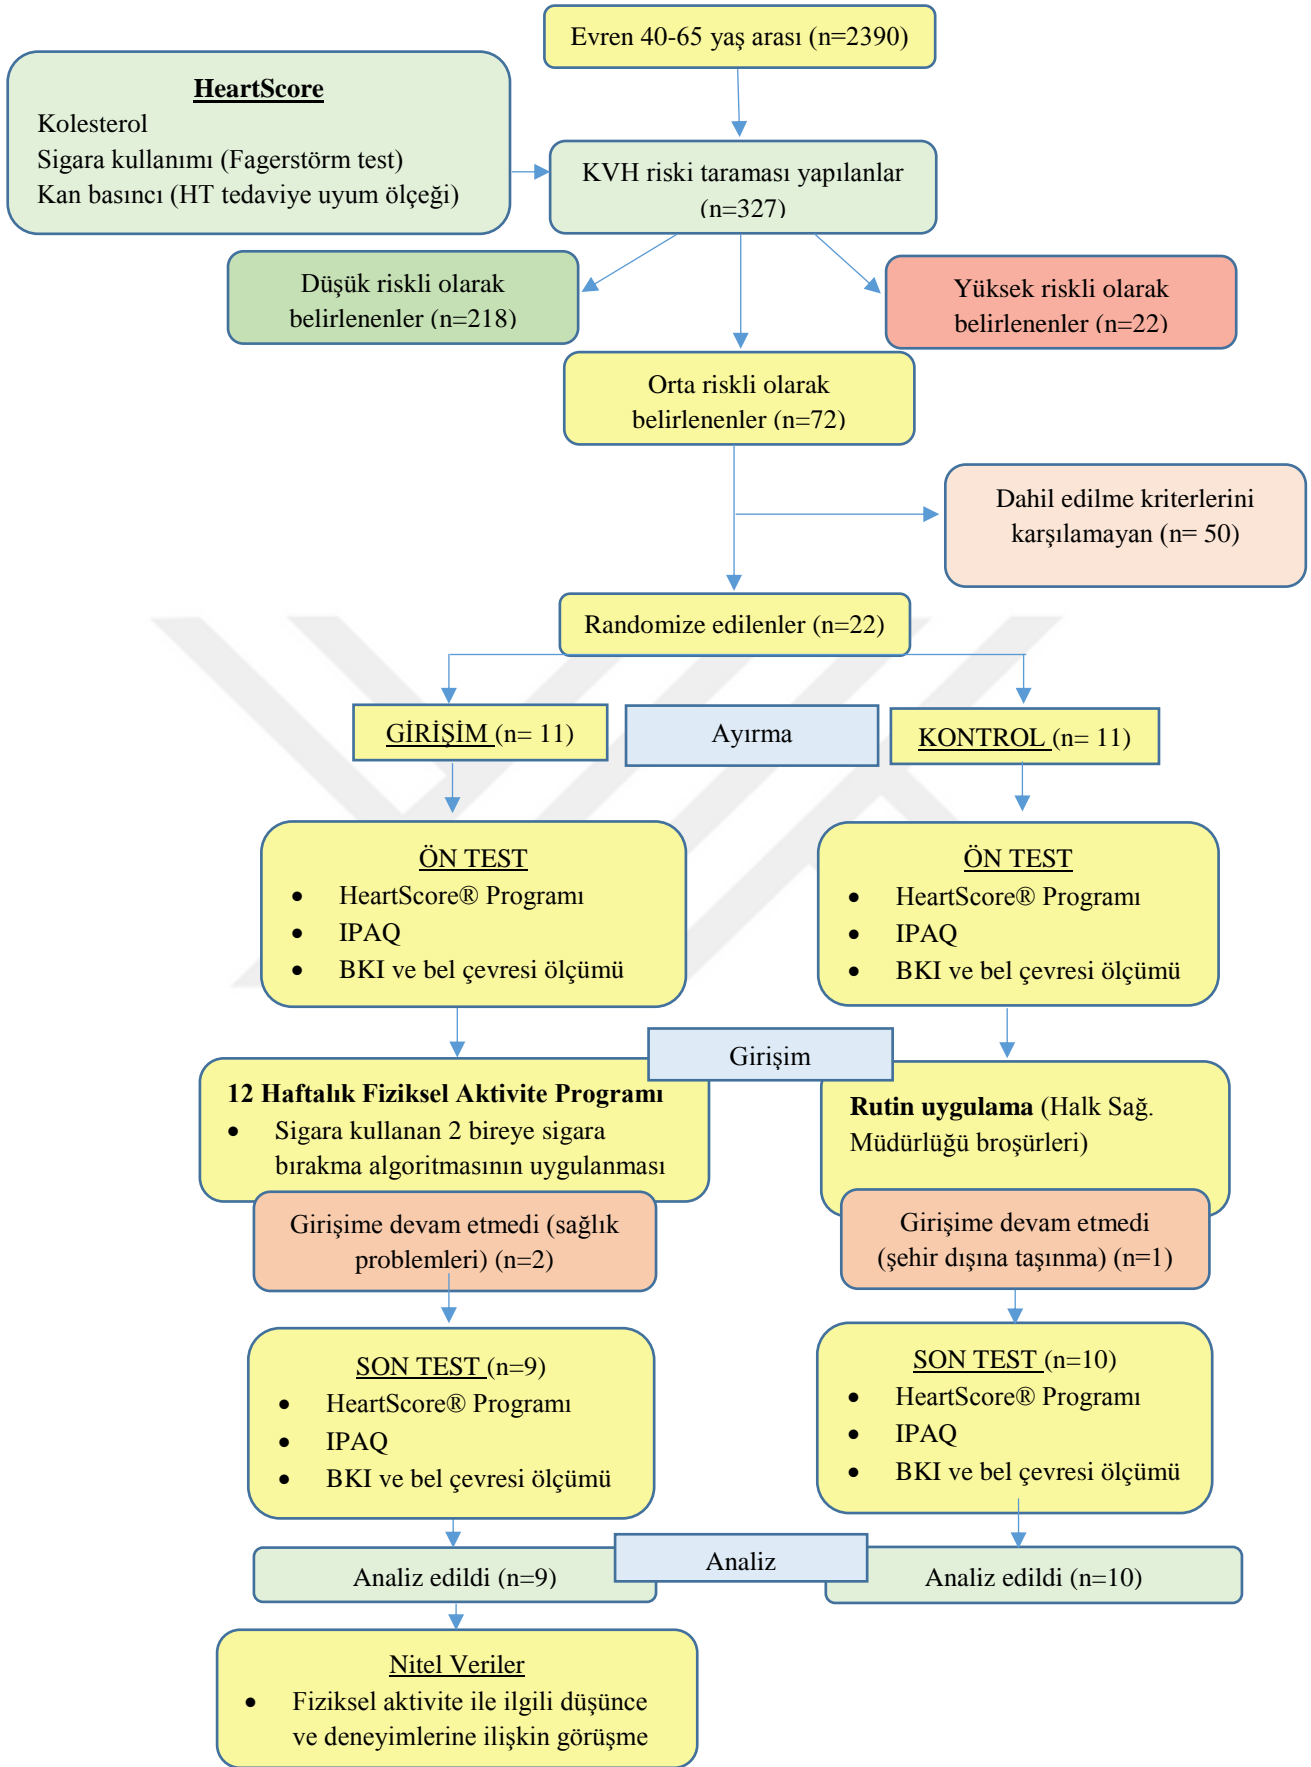 Evren 40-65 yaş arası (n=2390)
HeartScore
Kolesterol
Sigara kullanımı (Fagerstörm test)
Kan basıncı (HT tedaviye uyum ölçeği)
KVH riski taraması yapılanlar
(n=327)
Düşük riskli olarak
belirlenenler (n=218)
Yüksek riskli olarak
belirlenenler (n=22)
Orta riskli olarak
belirlenenler (n=72)
Dahil edilme kriterlerini
karşılamayan (n= 50)
Randomize edilenler (n=22)
GİRİŞİM (n= 11)
Ayırma
KONTROL (n= 11)
ÖN TEST
• HeartScore® Programı
• IPAQ
• BKI ve bel çevresi ölçümü
ÖN TEST
• HeartScore® Programı
• IPAQ
• BKI ve bel çevresi ölçümü
Girişim
12 Haftalık Fiziksel Aktivite Programı
• Sigara kullanan 2 bireye sigara
bırakma algoritmasının uygulanması
Rutin uygulama (Halk Sağ.
Müdürlüğü broşürleri)
Girişime devam etmedi (sağlık
problemleri) (n=2)
Girişime devam etmedi
(şehir dışına taşınma) (n=1)
SON TEST (n=9)
• HeartScore® Programı
• IPAQ
• BKI ve bel çevresi ölçümü
SON TEST (n=10)
• HeartScore® Programı
• IPAQ
• BKI ve bel çevresi ölçümü
Analiz edildi (n=9)
Analiz
Analiz edildi (n=10)
Nitel Veriler
• Fiziksel aktivite ile ilgili düşünce
ve deneyimlerine ilişkin görüşme